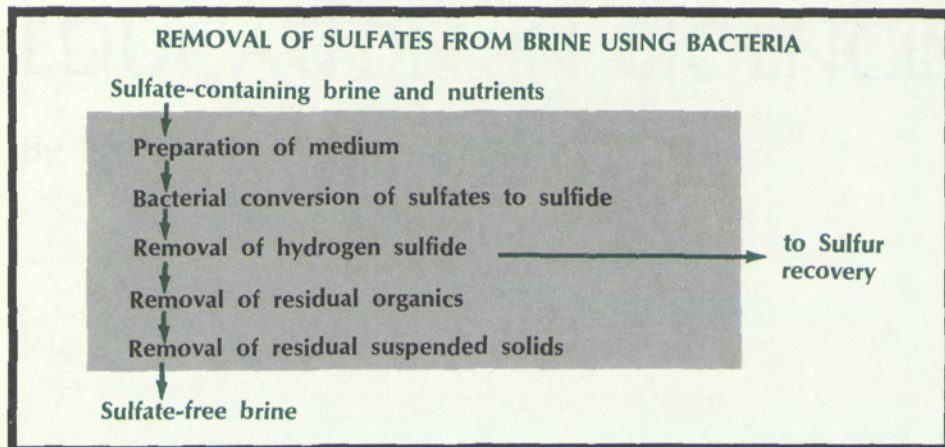 REMOVAL OF SULFATES FROM BRINE USING BACTERIA
Sulfate-containing brine and nutrients
Preparation of medium
Bacterial conversion of sulfates to sulfide
Removal of hydrogen sulfide
to Sulfur
recovery
Removal of residual organics
Removal of residual suspended solids
Sulfate-free brine